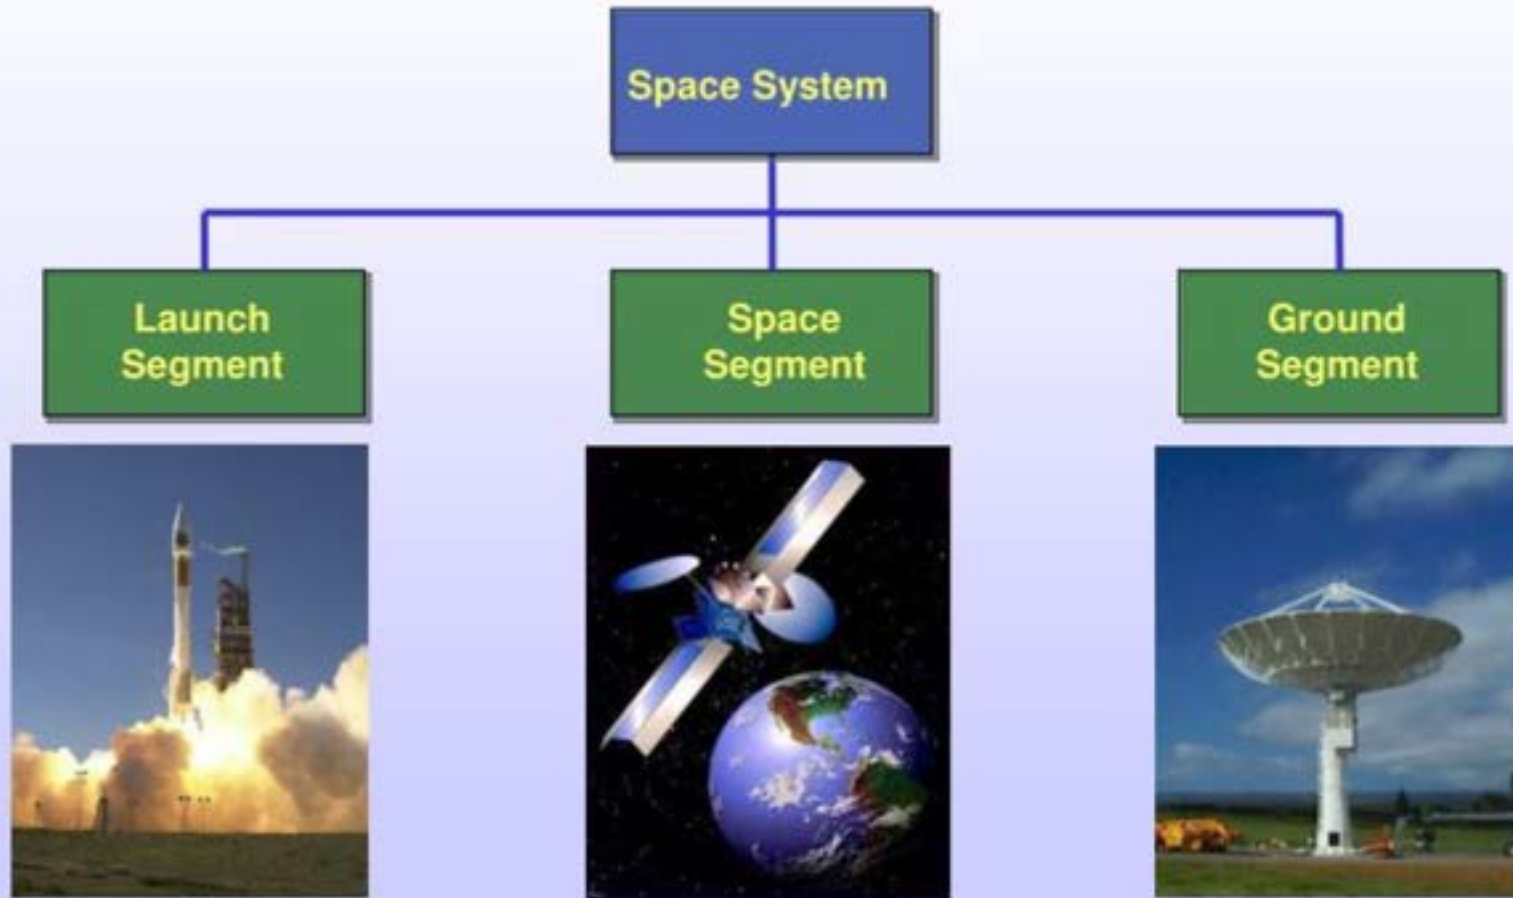 Space System
Launch
Segment
Space
Segment
Ground
Segment